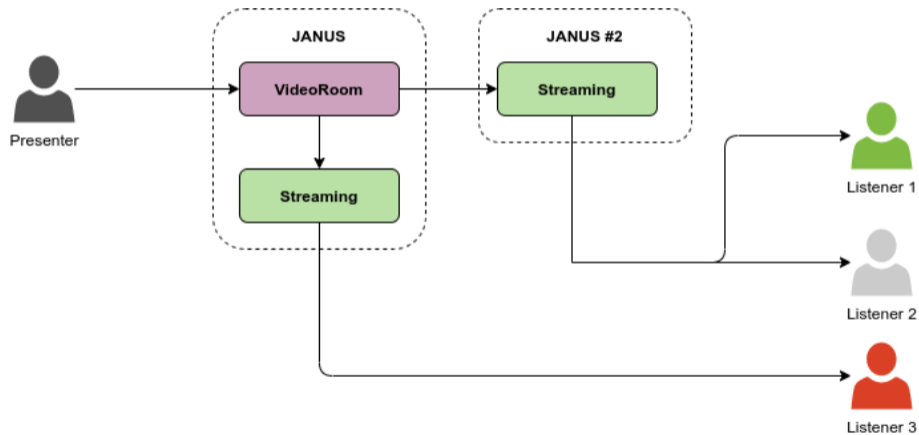 JANUS
JANUS #2
VideoRoom
Streaming
Presenter
Streaming
Listener 1
Listener 2
Listener 3